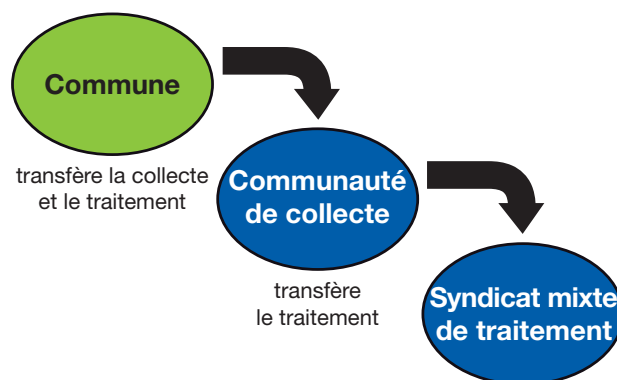 Commune
transfère la collecte
et le traitement
Communauté
de collecte
transfère
le traitement
Syndicat mixte
de traitement